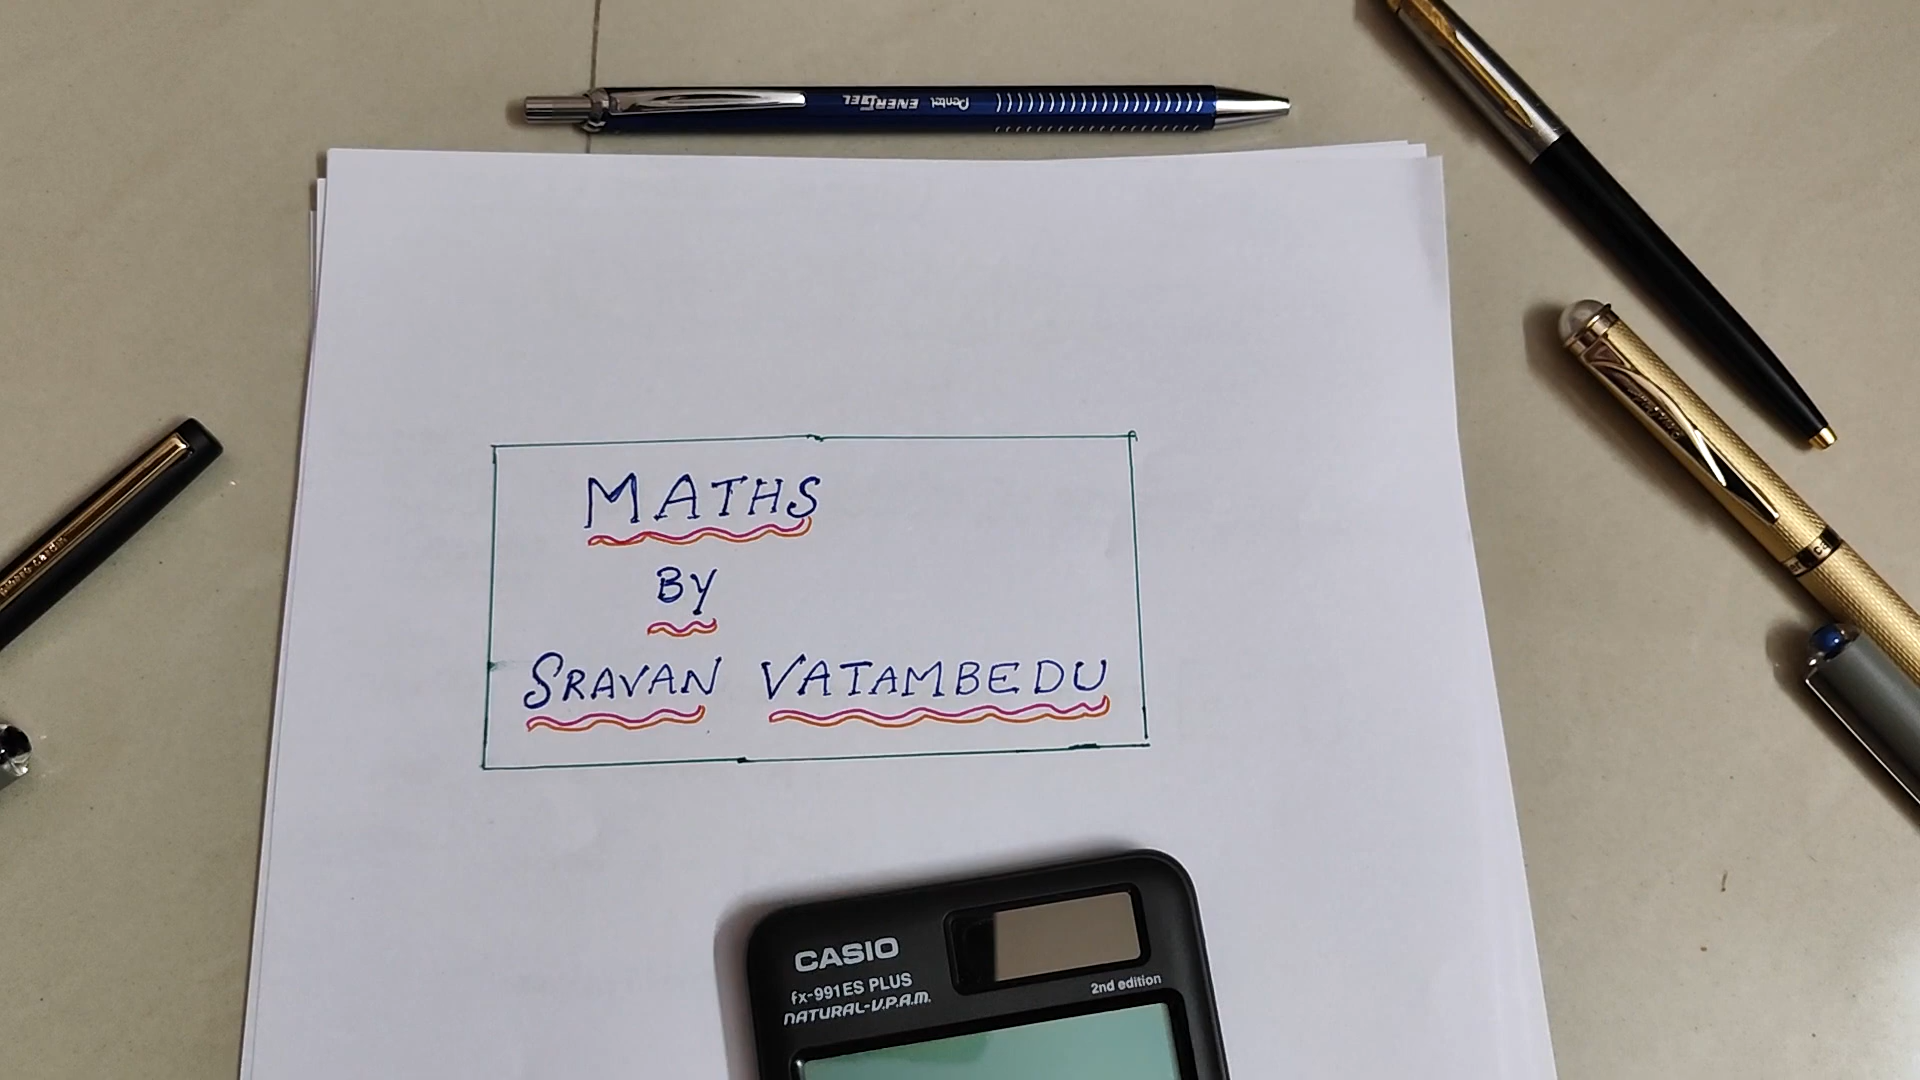 Pentel ENERGEL
MATHS
BY
SRAVAN VATAMBEDU
CASIO
fx-991ES PLUS
NATURAL-V.P.A.M.
2nd edition